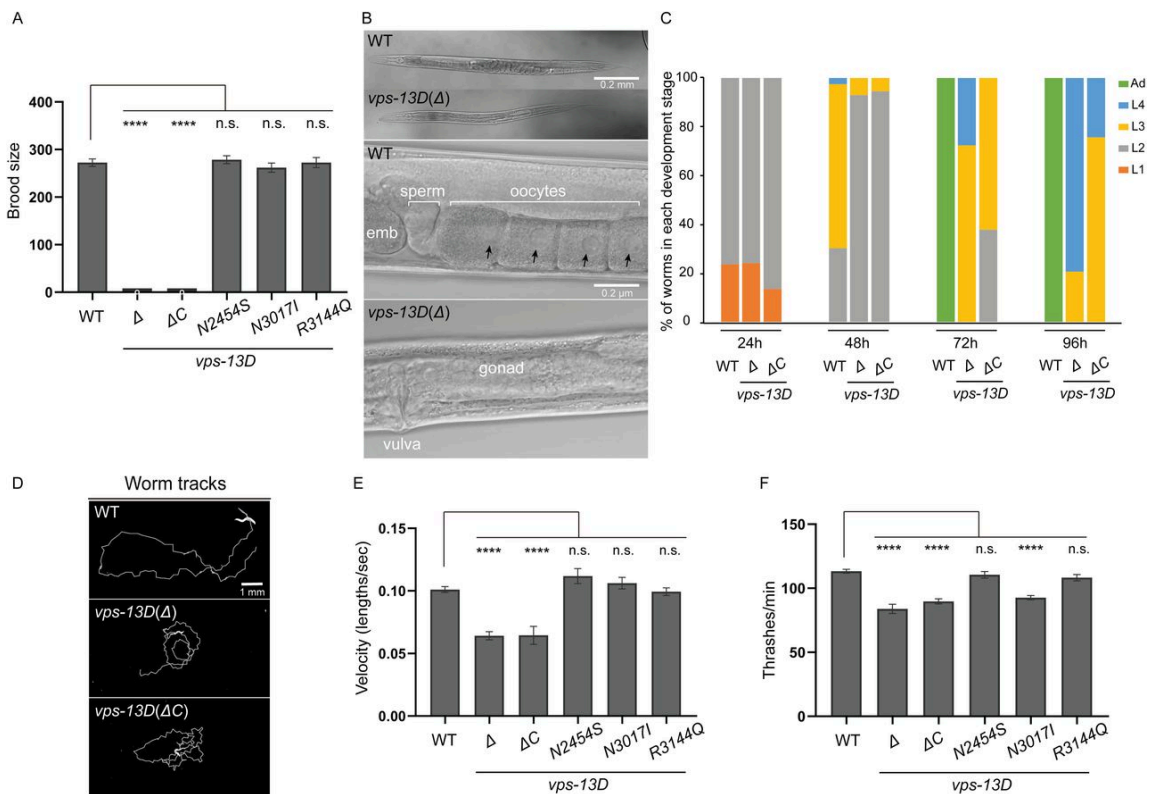 A
Brood size
400
300
200
100
0
**** **** n.s. n.s. n.s.
WT Δ ΔC N2454S N3017I R3144Q
vps-13D
B
WT
0.2 mm
vps-13D(Δ)
0.2 mm
WT
sperm oocytes
emb
0.2 µm
vps-13D(Δ)
gonad
vulva
C
% of worms in each development stage
100
80
60
40
20
0
24h 48h 72h 96h
WT Δ ΔC WT Δ ΔC WT Δ ΔC WT Δ ΔC
vps-13D vps-13D vps-13D vps-13D
Ad
L4
L3
L2
L1
D
Worm tracks
WT
1 mm
vps-13D(Δ)
vps-13D(ΔC)
E
Velocity (lengths/sec)
0.15
0.10
0.05
0.00
**** **** n.s. n.s. n.s.
WT Δ ΔC N2454S N3017I R3144Q
vps-13D
F
Thrashes/min
150
100
50
0
**** **** n.s. **** n.s.
WT Δ ΔC N2454S N3017I R3144Q
vps-13D